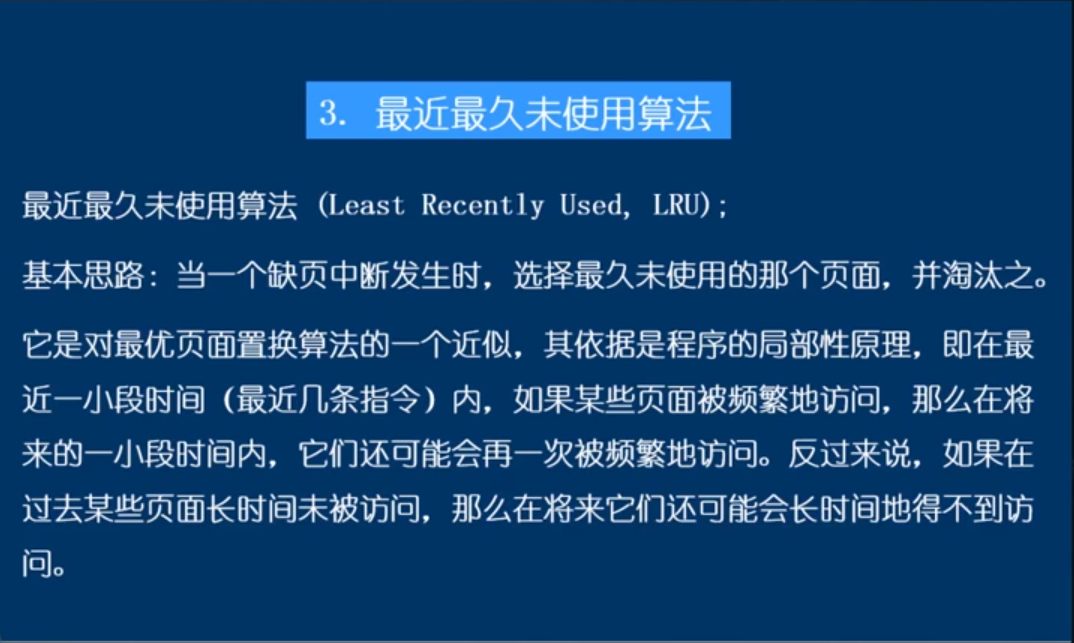 3. 最近最久未使用算法
最近最久未使用算法 (Least Recently Used, LRU);
基本思路: 当一个缺页中断发生时, 选择最久未使用的那个页面, 并淘汰之。
它是对最优页面置换算法的一个近似, 其依据是程序的局部性原理, 即在最
近一小段时间 (最近几条指令) 内, 如果某些页面被频繁地访问, 那么在将
来的一小段时间内, 它们还可能会再一次被频繁地访问。反过来说, 如果在
过去某些页面长时间未被访问, 那么在将来它们还可能会长时间地得不到访
问。